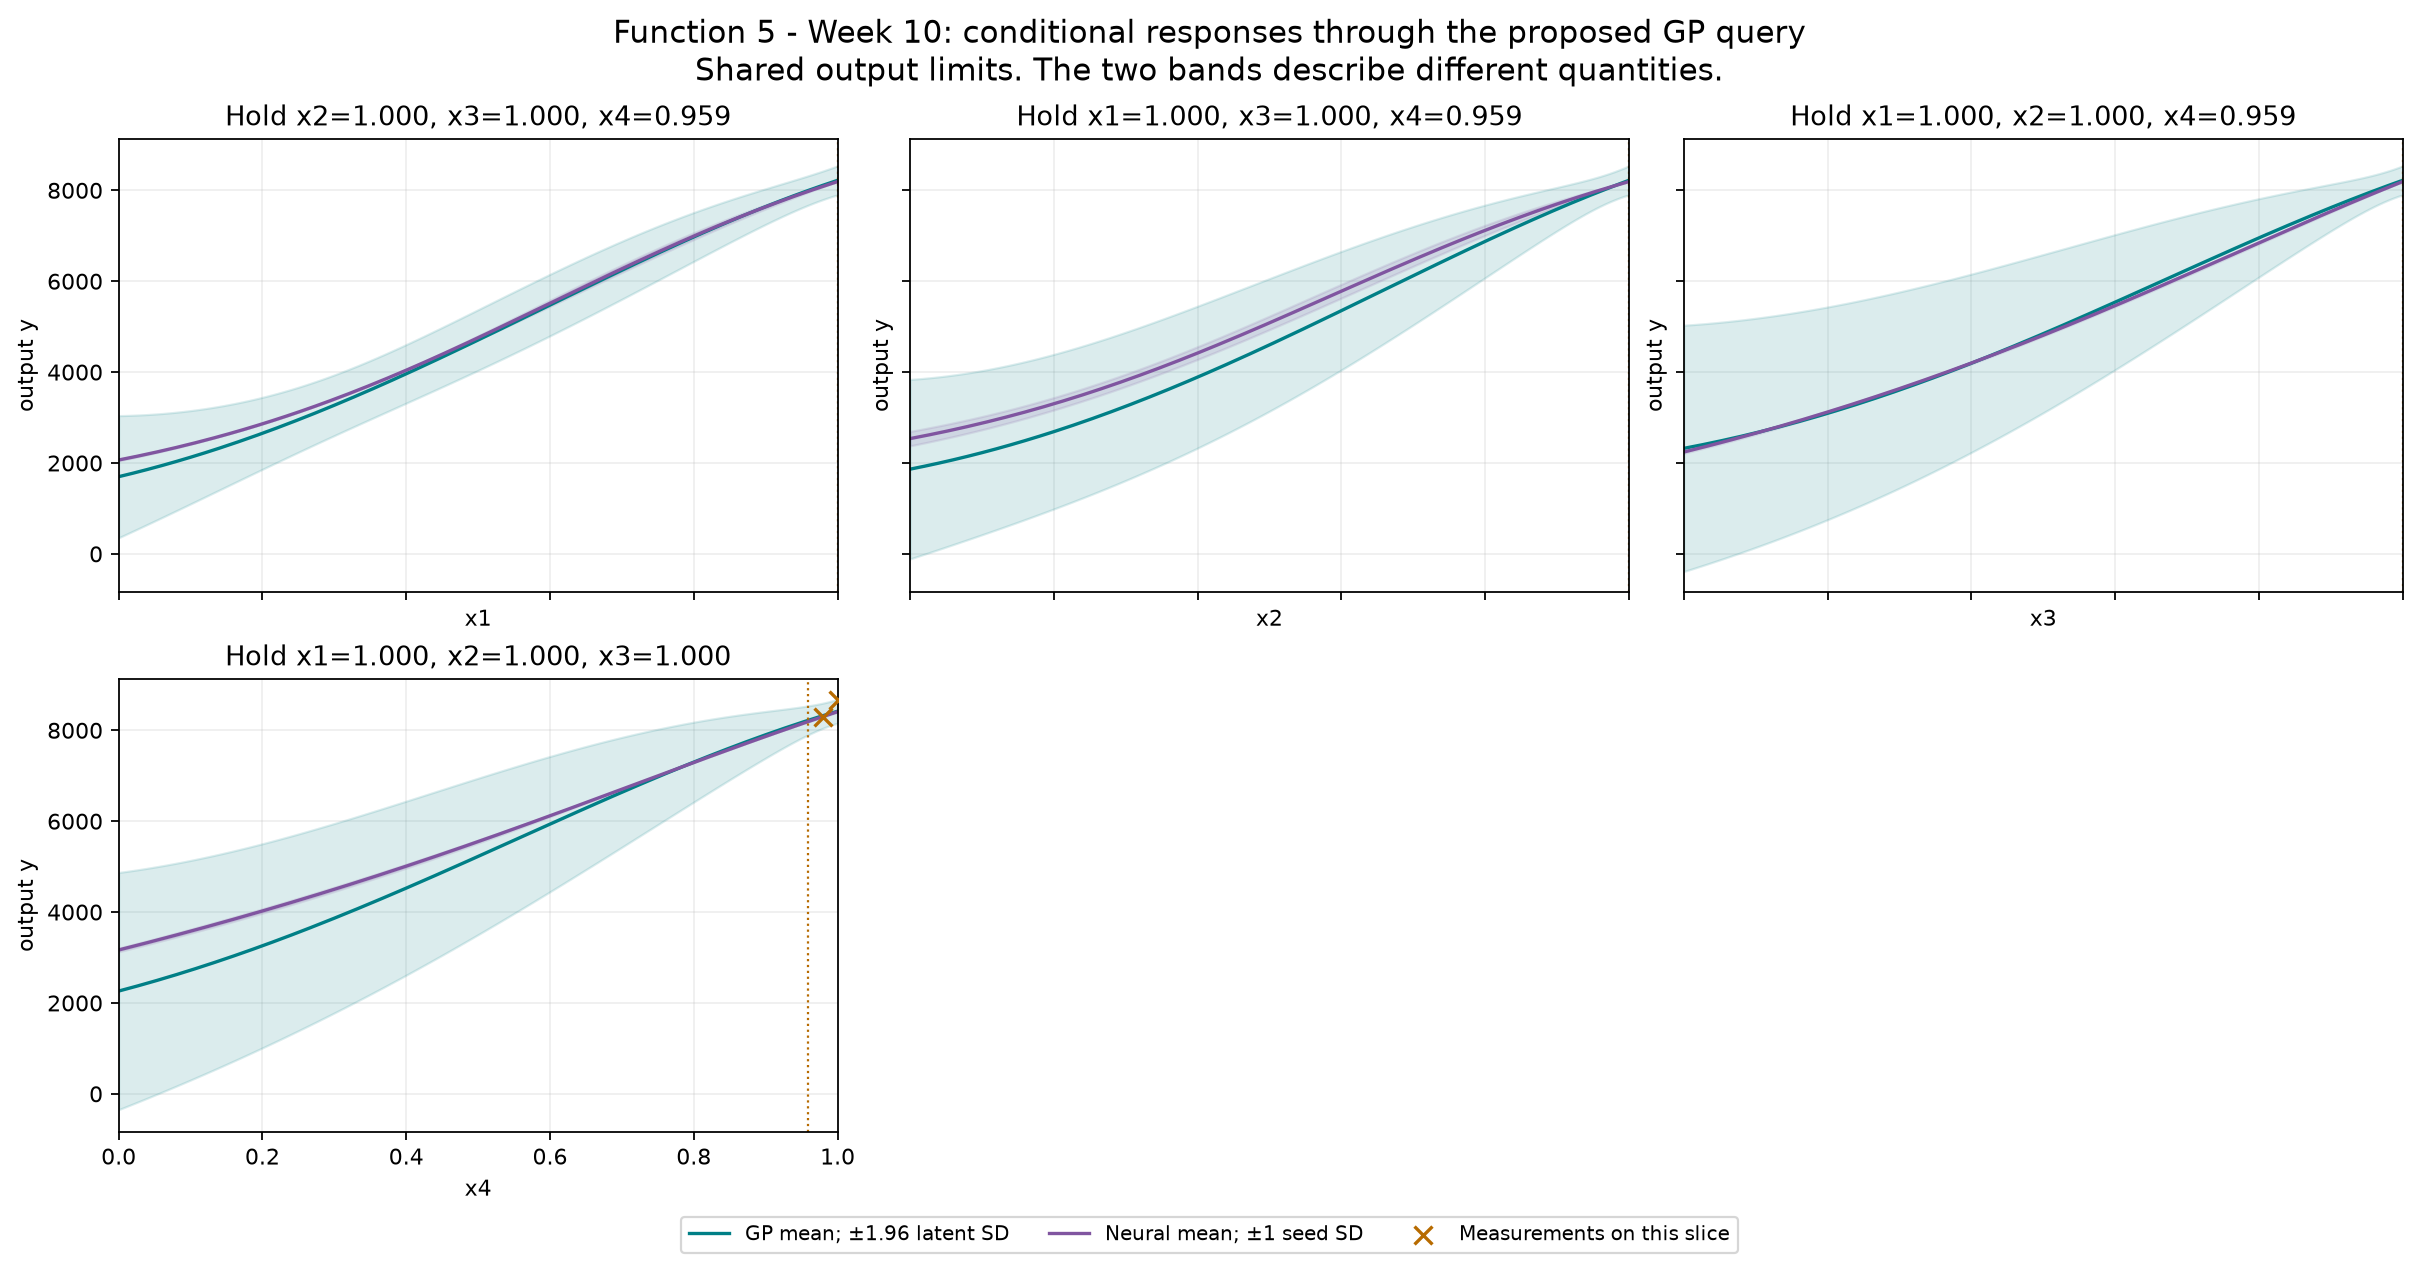 Function 5 - Week 10: conditional responses through the proposed GP query
Shared output limits. The two bands describe different quantities.
Hold x2=1.000, x3=1.000, x4=0.959
Hold x1=1.000, x3=1.000, x4=0.959
Hold x1=1.000, x2=1.000, x4=0.959
8000
6000
4000
2000
0
output y
output y
output y
x1
x2
x3
Hold x1=1.000, x2=1.000, x3=1.000
8000
6000
4000
2000
0
output y
0.0 0.2 0.4 0.6 0.8 1.0
x4
GP mean; ±1.96 latent SD
Neural mean; ±1 seed SD
Measurements on this slice